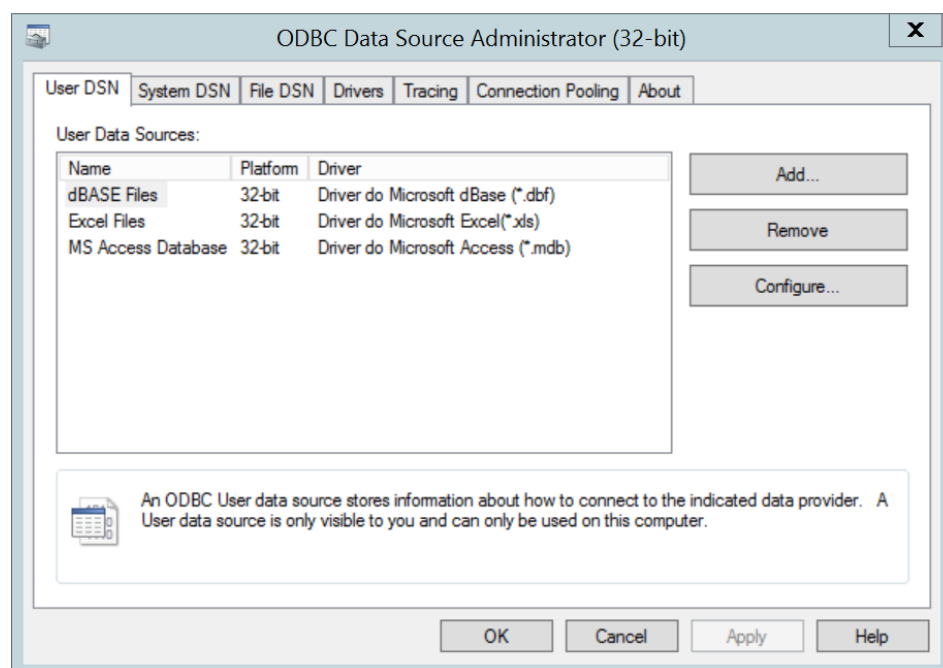 ODBC Data Source Administrator (32-bit)
X
User DSN System DSN File DSN Drivers Tracing Connection Pooling About
User Data Sources:
Name Platform Driver
dBASE Files 32-bit Driver do Microsoft dBase (*.dbf)
Excel Files 32-bit Driver do Microsoft Excel(*.xls)
MS Access Database 32-bit Driver do Microsoft Access (*.mdb)
Add...
Remove
Configure...
An ODBC User data source stores information about how to connect to the indicated data provider. A
User data source is only visible to you and can only be used on this computer.
OK Cancel Apply Help